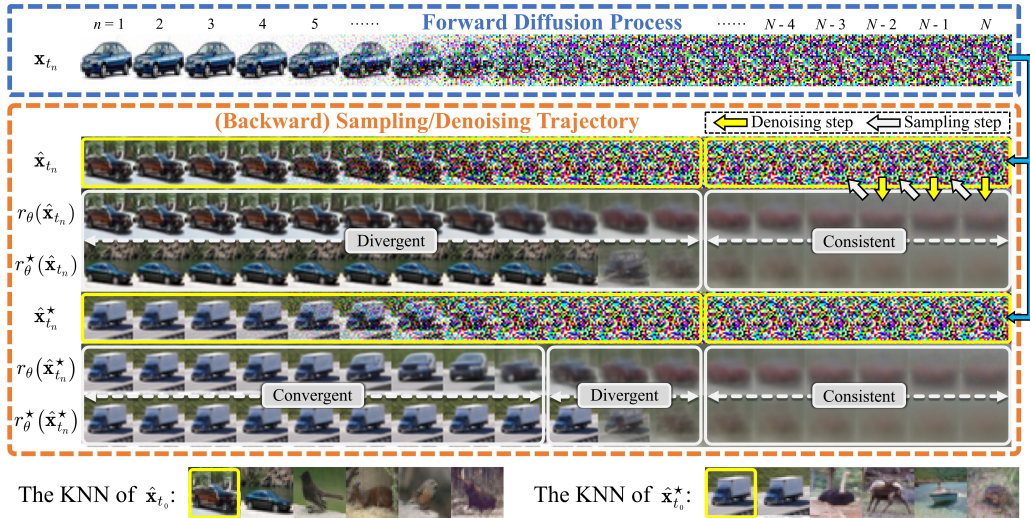 Forward Diffusion Process
n = 1 2 3 4 5 ...... ...... N - 4 N - 3 N - 2 N - 1 N
𝐱_{t_n}
(Backward) Sampling/Denoising Trajectory
Denoising step Sampling step
𝐱̂_{t_n}
r_θ(𝐱̂_{t_n})
Divergent Consistent
r_θ^★(𝐱̂_{t_n})
𝐱̂_{t_n}^★
r_θ(𝐱̂_{t_n}^★)
Convergent Divergent Consistent
r_θ^★(𝐱̂_{t_n}^★)
The KNN of 𝐱̂_{t_0}: The KNN of 𝐱̂_{t_0}^★: